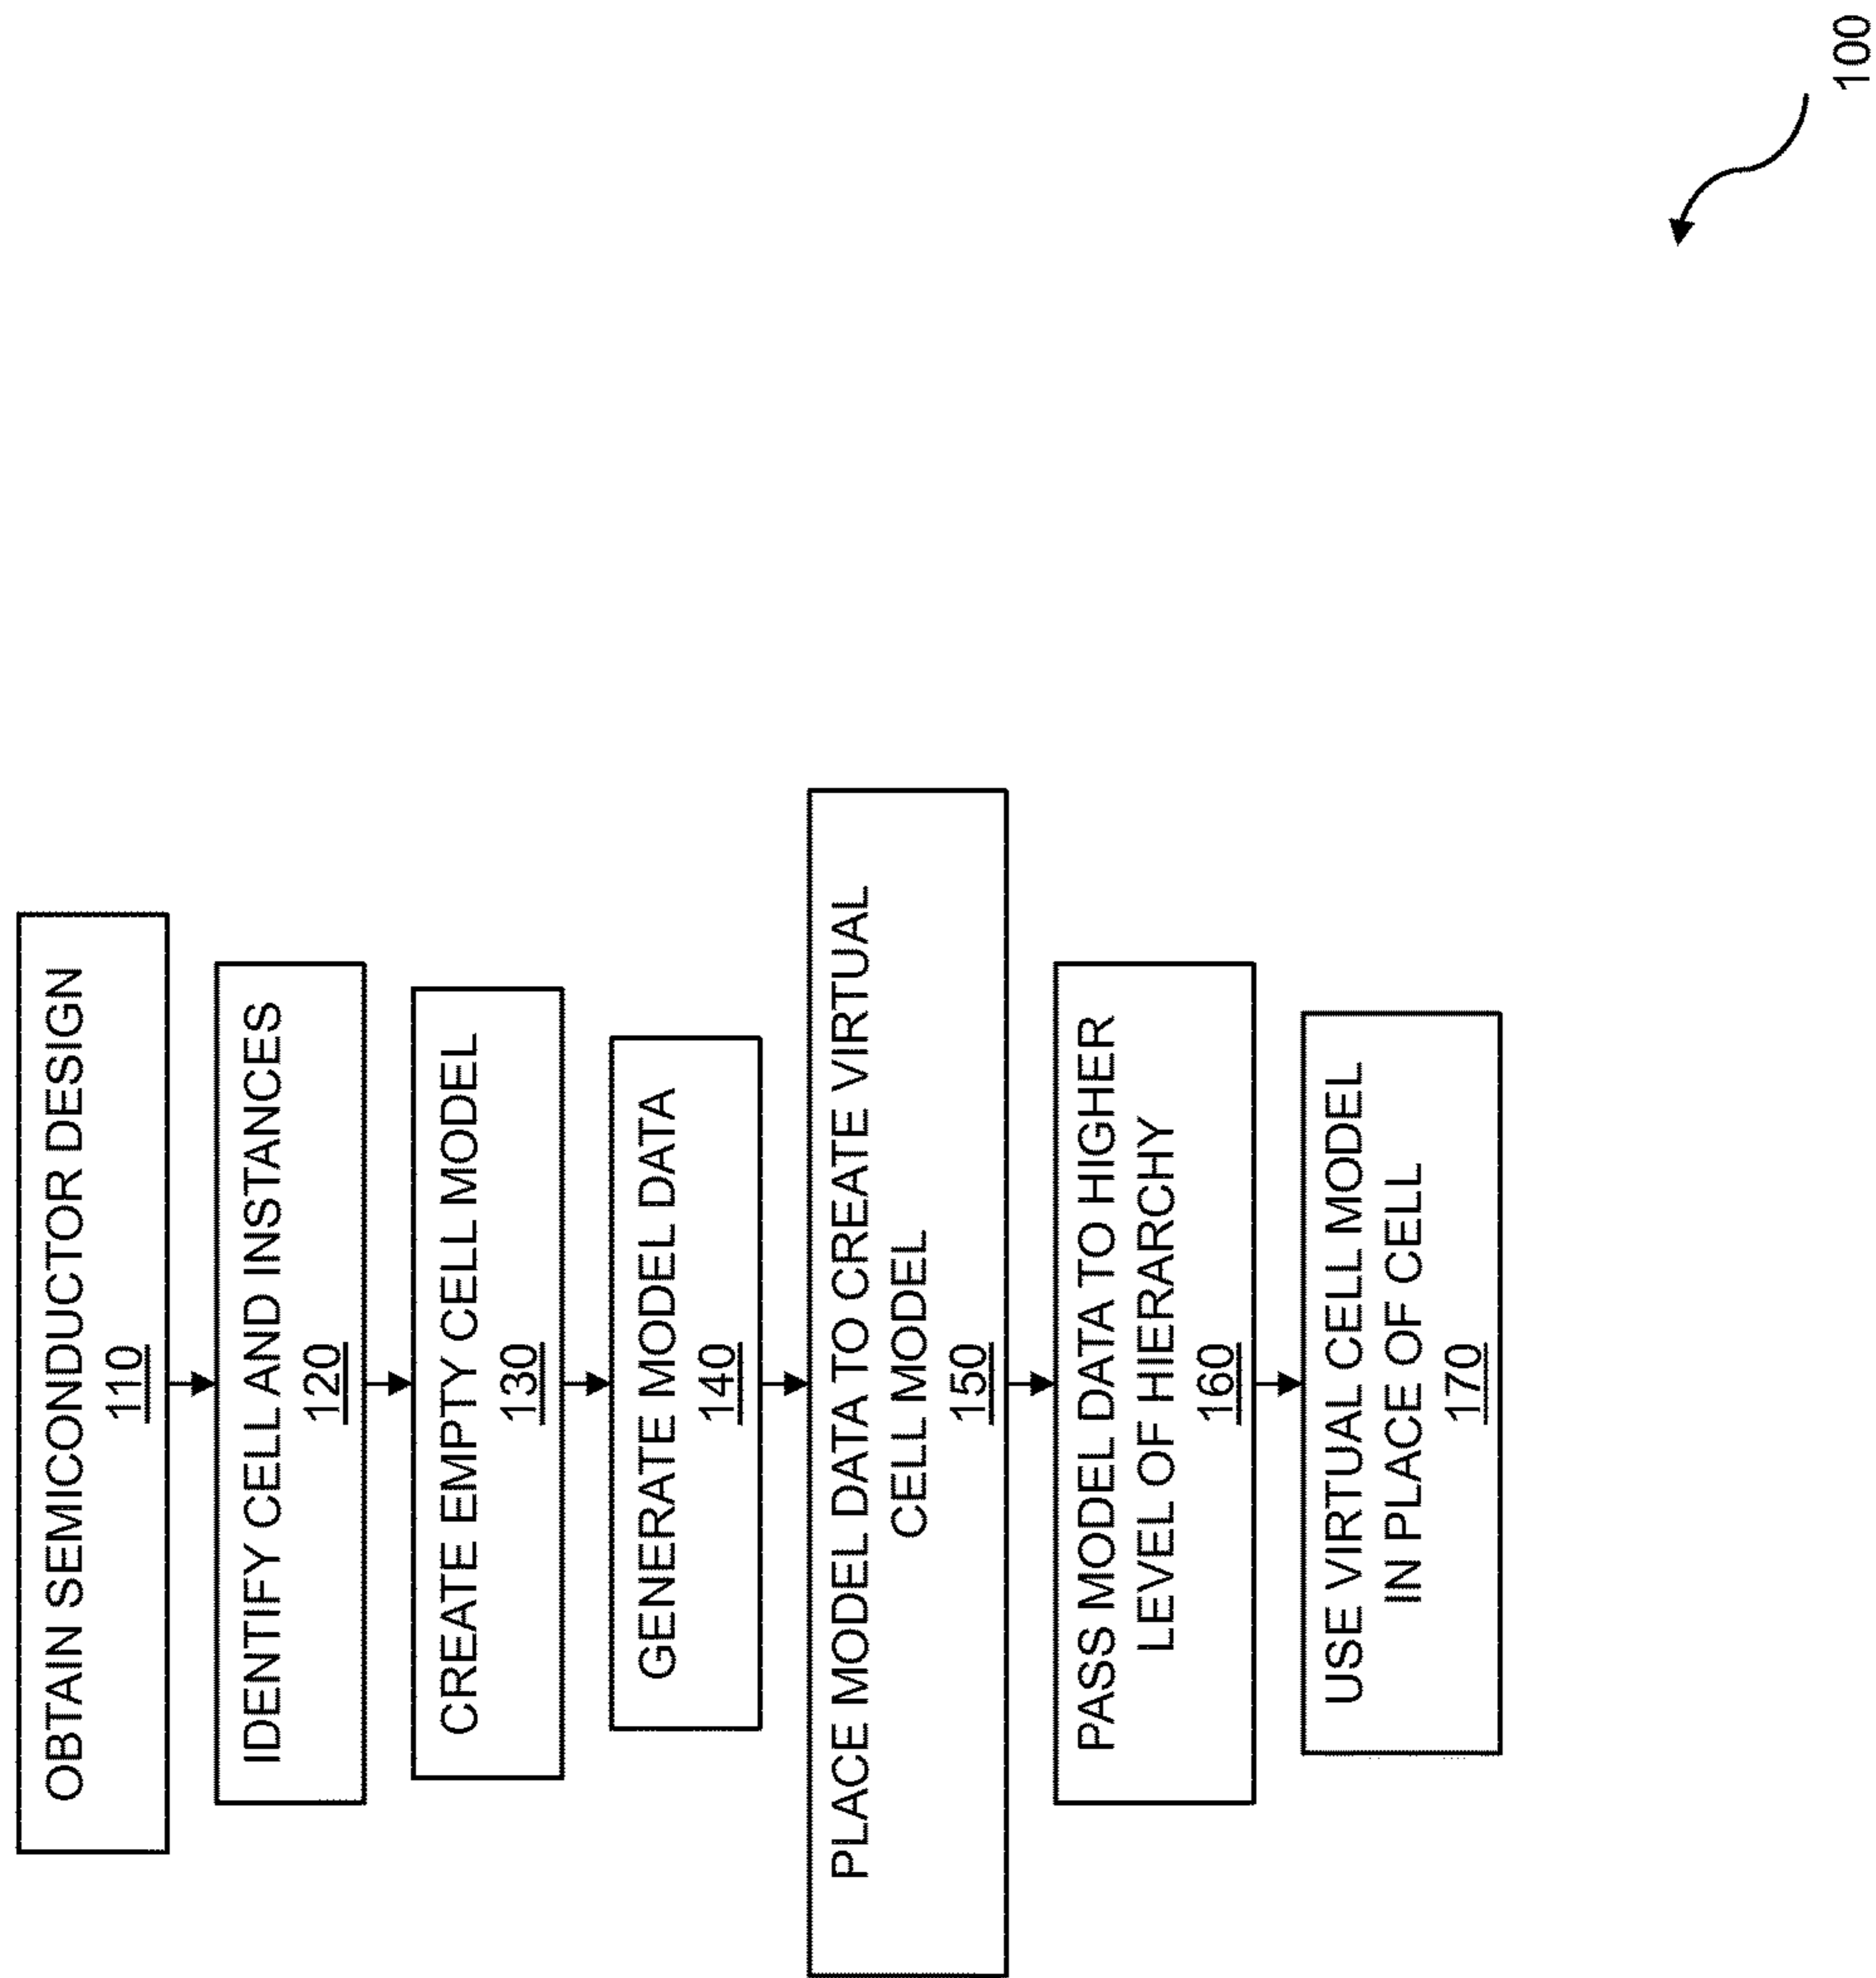 OBTAIN SEMICONDUCTOR DESIGN
110
IDENTIFY CELL AND INSTANCES
120
CREATE EMPTY CELL MODEL
130
GENERATE MODEL DATA
140
PLACE MODEL DATA TO CREATE VIRTUAL
CELL MODEL
150
PASS MODEL DATA TO HIGHER
LEVEL OF HIERARCHY
160
USE VIRTUAL CELL MODEL
IN PLACE OF CELL
170
100